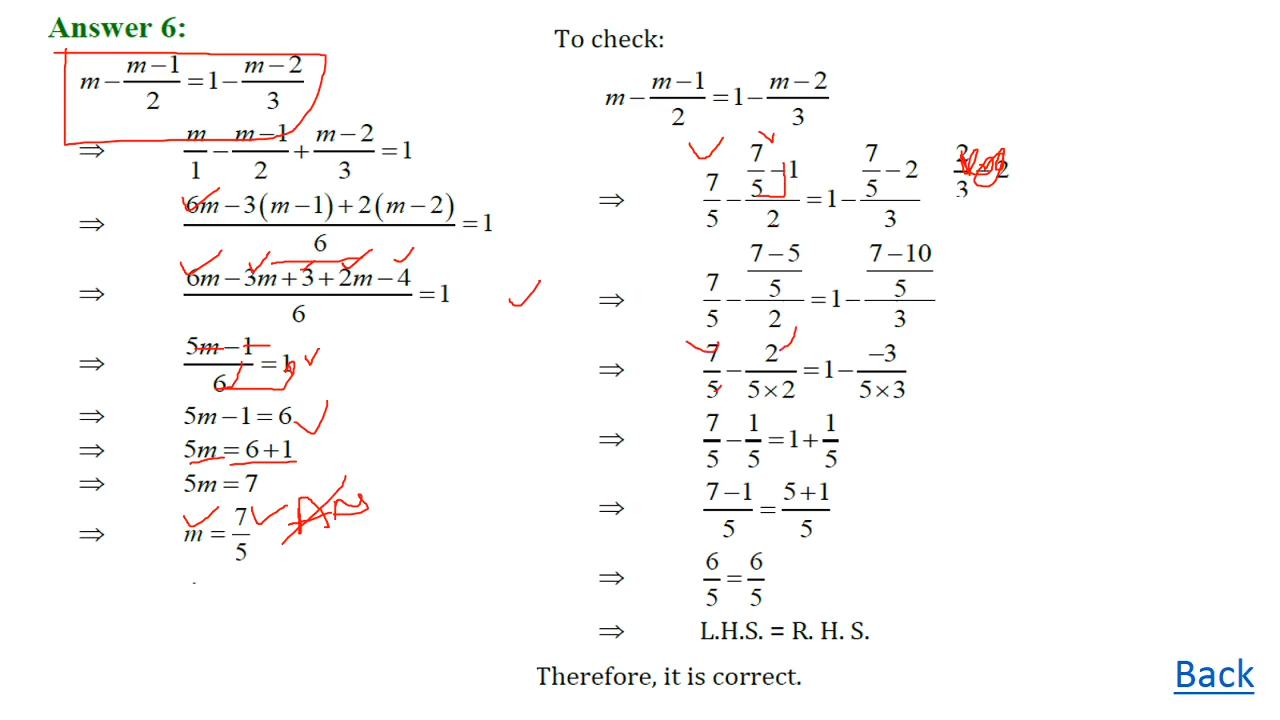 Answer 6:
m − (m−1)/2 = 1 − (m−2)/3
⇒ m/1 − (m−1)/2 + (m−2)/3 = 1
⇒ (6m − 3(m−1) + 2(m−2))/6 = 1
⇒ (6m − 3m + 3 + 2m − 4)/6 = 1
⇒ (5m − 1)/6 = 1
⇒ 5m − 1 = 6
⇒ 5m = 6 + 1
⇒ 5m = 7
⇒ m = 7/5 Ans
To check:
m − (m−1)/2 = 1 − (m−2)/3
⇒ 7/5 − (7/5 − 1)/2 = 1 − (7/5 − 2)/3
⇒ 7/5 − ((7−5)/5)/2 = 1 − ((7−10)/5)/3
⇒ 7/5 − 2/(5×2) = 1 − (−3)/(5×3)
⇒ 7/5 − 1/5 = 1 + 1/5
⇒ (7−1)/5 = (5+1)/5
⇒ 6/5 = 6/5
⇒ L.H.S. = R. H. S.
Therefore, it is correct.
Back